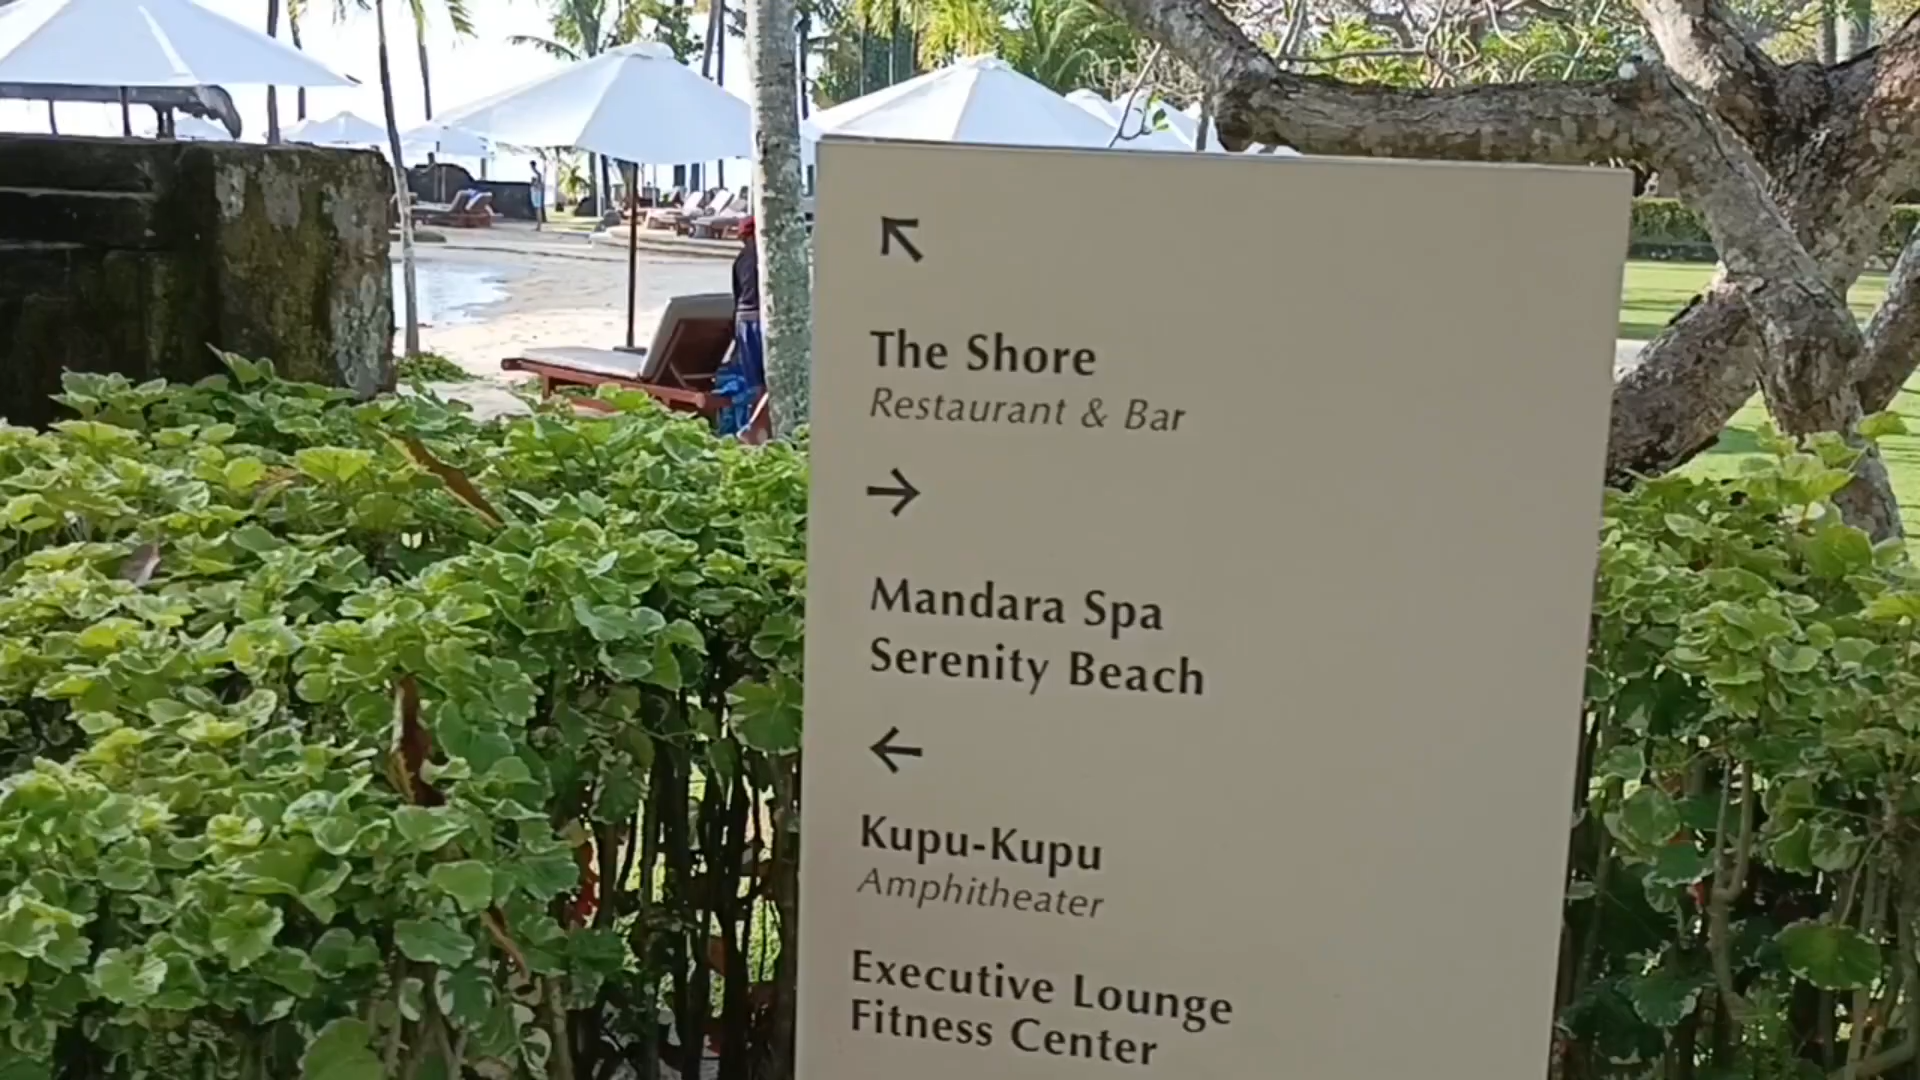 The Shore
Restaurant & Bar
Mandara Spa
Serenity Beach
Kupu-Kupu
Amphitheater
Executive Lounge
Fitness Center